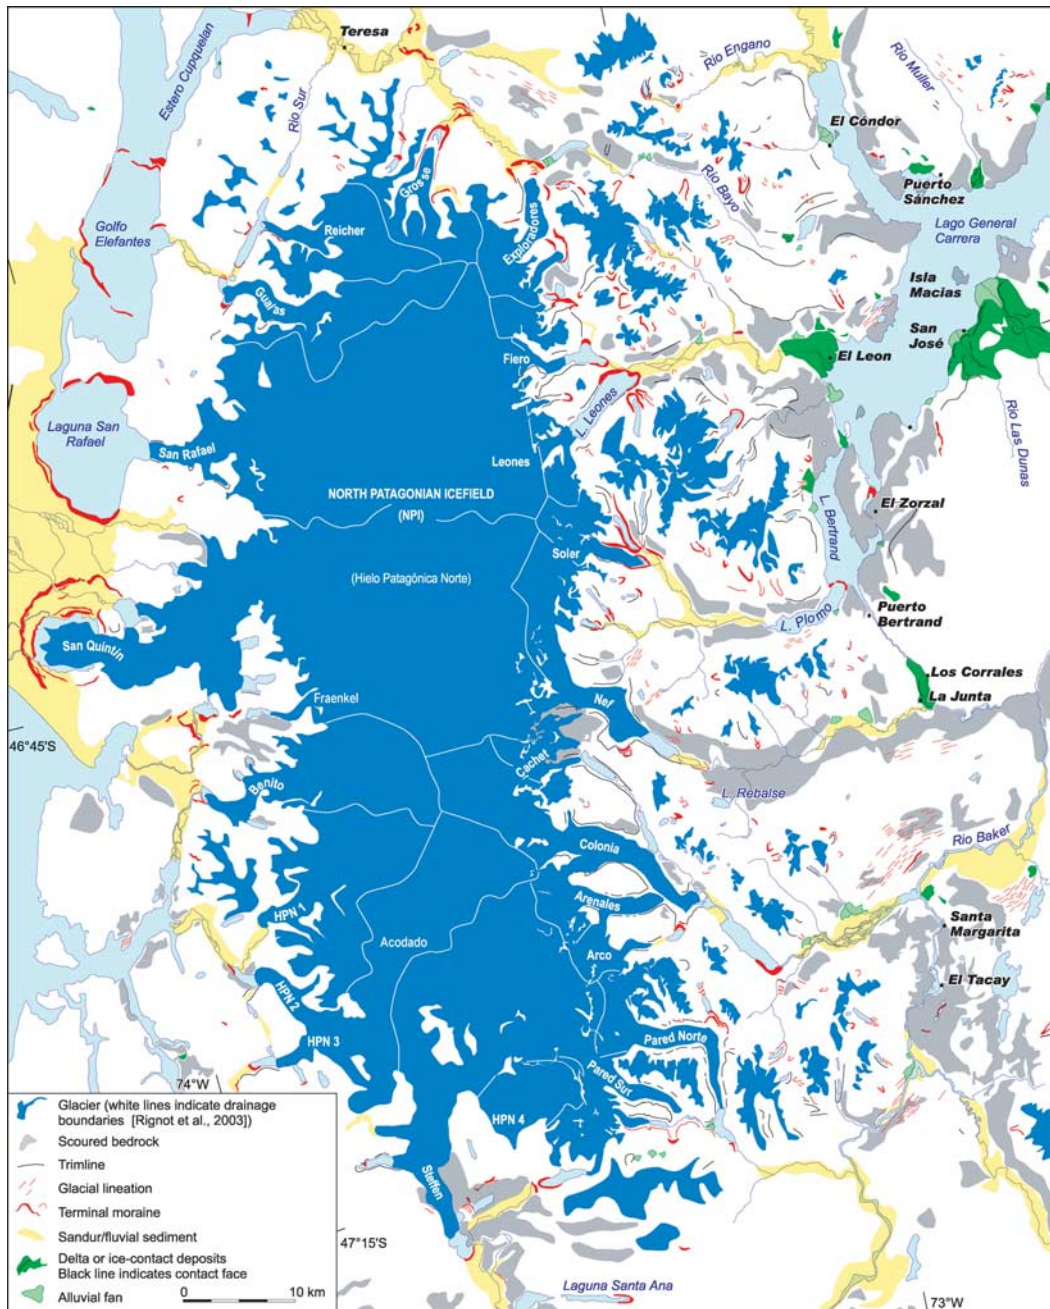 Teresa
Estero Cupquelan
Rio Sur
Rio Engano
Rio Muller
El Cóndor
Grosse
Rio Bayo
Puerto
Sánchez
Golfo
Elefantes
Reicher
Exploradores
Lago General
Carrera
Gualas
Isla
Macias
San
José
Fiero
El Leon
L. Leones
Laguna San
Rafael
San Rafael
Leones
Rio Las Dunas
NORTH PATAGONIAN ICEFIELD
(NPI)
L. Bertrand
El Zorzal
Soler
(Hielo Patagónica Norte)
L. Plomo
Puerto
Bertrand
San Quintín
Los Corrales
La Junta
Fraenkel
Nef
46°45'S
Cachet
Benito
L. Rebalse
Colonia
Rio Baker
Arenales
HPN 1
Acodado
Santa
Margarita
Arco
El Tacay
HPN 2
HPN 3
Pared Norte
Pared Sur
74°W
HPN 4
Steffen
Glacier (white lines indicate drainage
boundaries [Rignot et al., 2003])
Scoured bedrock
Trimline
Glacial lineation
Terminal moraine
Sandur/fluvial sediment
Delta or ice-contact deposits
Black line indicates contact face
Alluvial fan
0 10 km
47°15'S
Laguna Santa Ana
73°W